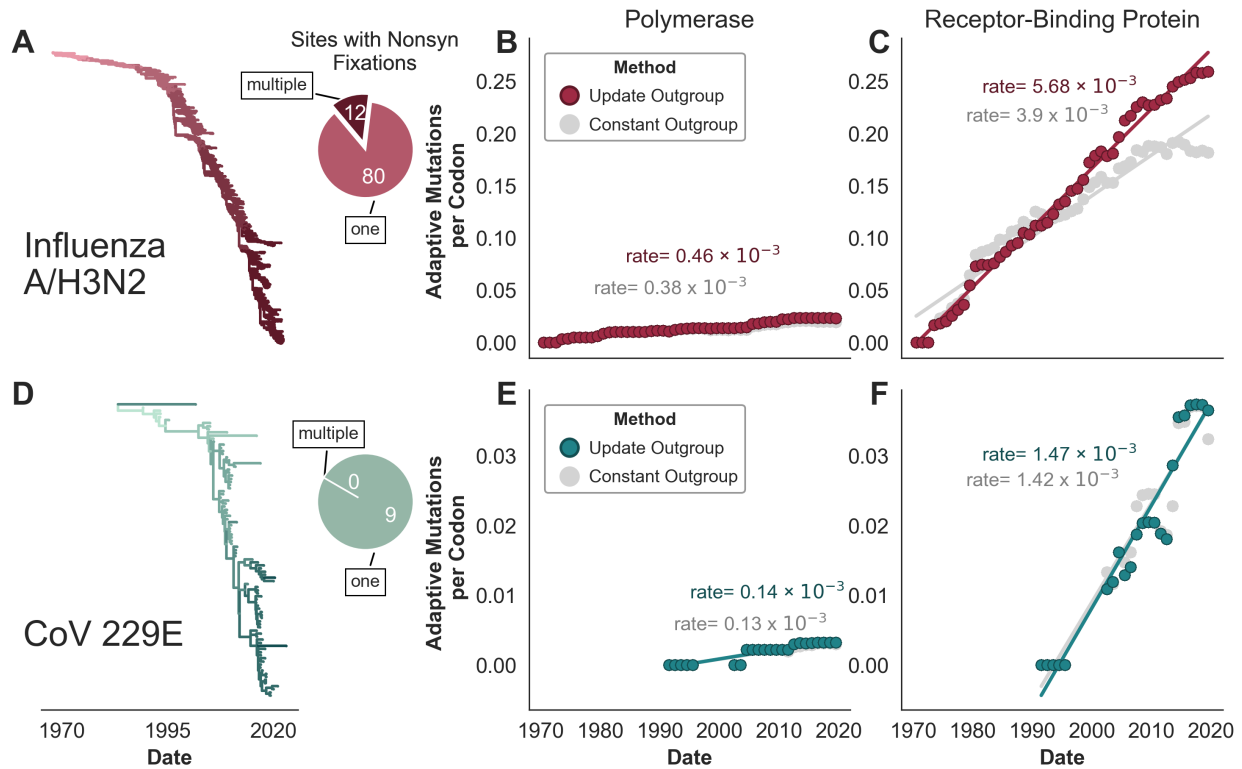 Polymerase
Receptor-Binding Protein
A
Sites with Nonsyn
Fixations
multiple
12
80
one
Influenza
A/H3N2
B
Adaptive Mutations
per Codon
0.25
0.20
0.15
0.10
0.05
0.00
Method
Update Outgroup
Constant Outgroup
rate= 0.46 × 10⁻³
rate= 0.38 x 10⁻³
C
0.25
0.20
0.15
0.10
0.05
0.00
rate= 5.68 × 10⁻³
rate= 3.9 x 10⁻³
D
multiple
0
9
one
CoV 229E
1970 1995 2020
Date
E
Adaptive Mutations
per Codon
0.03
0.02
0.01
0.00
Method
Update Outgroup
Constant Outgroup
rate= 0.14 × 10⁻³
rate= 0.13 x 10⁻³
1970 1980 1990 2000 2010 2020
Date
F
0.03
0.02
0.01
0.00
rate= 1.47 × 10⁻³
rate= 1.42 x 10⁻³
1970 1980 1990 2000 2010 2020
Date